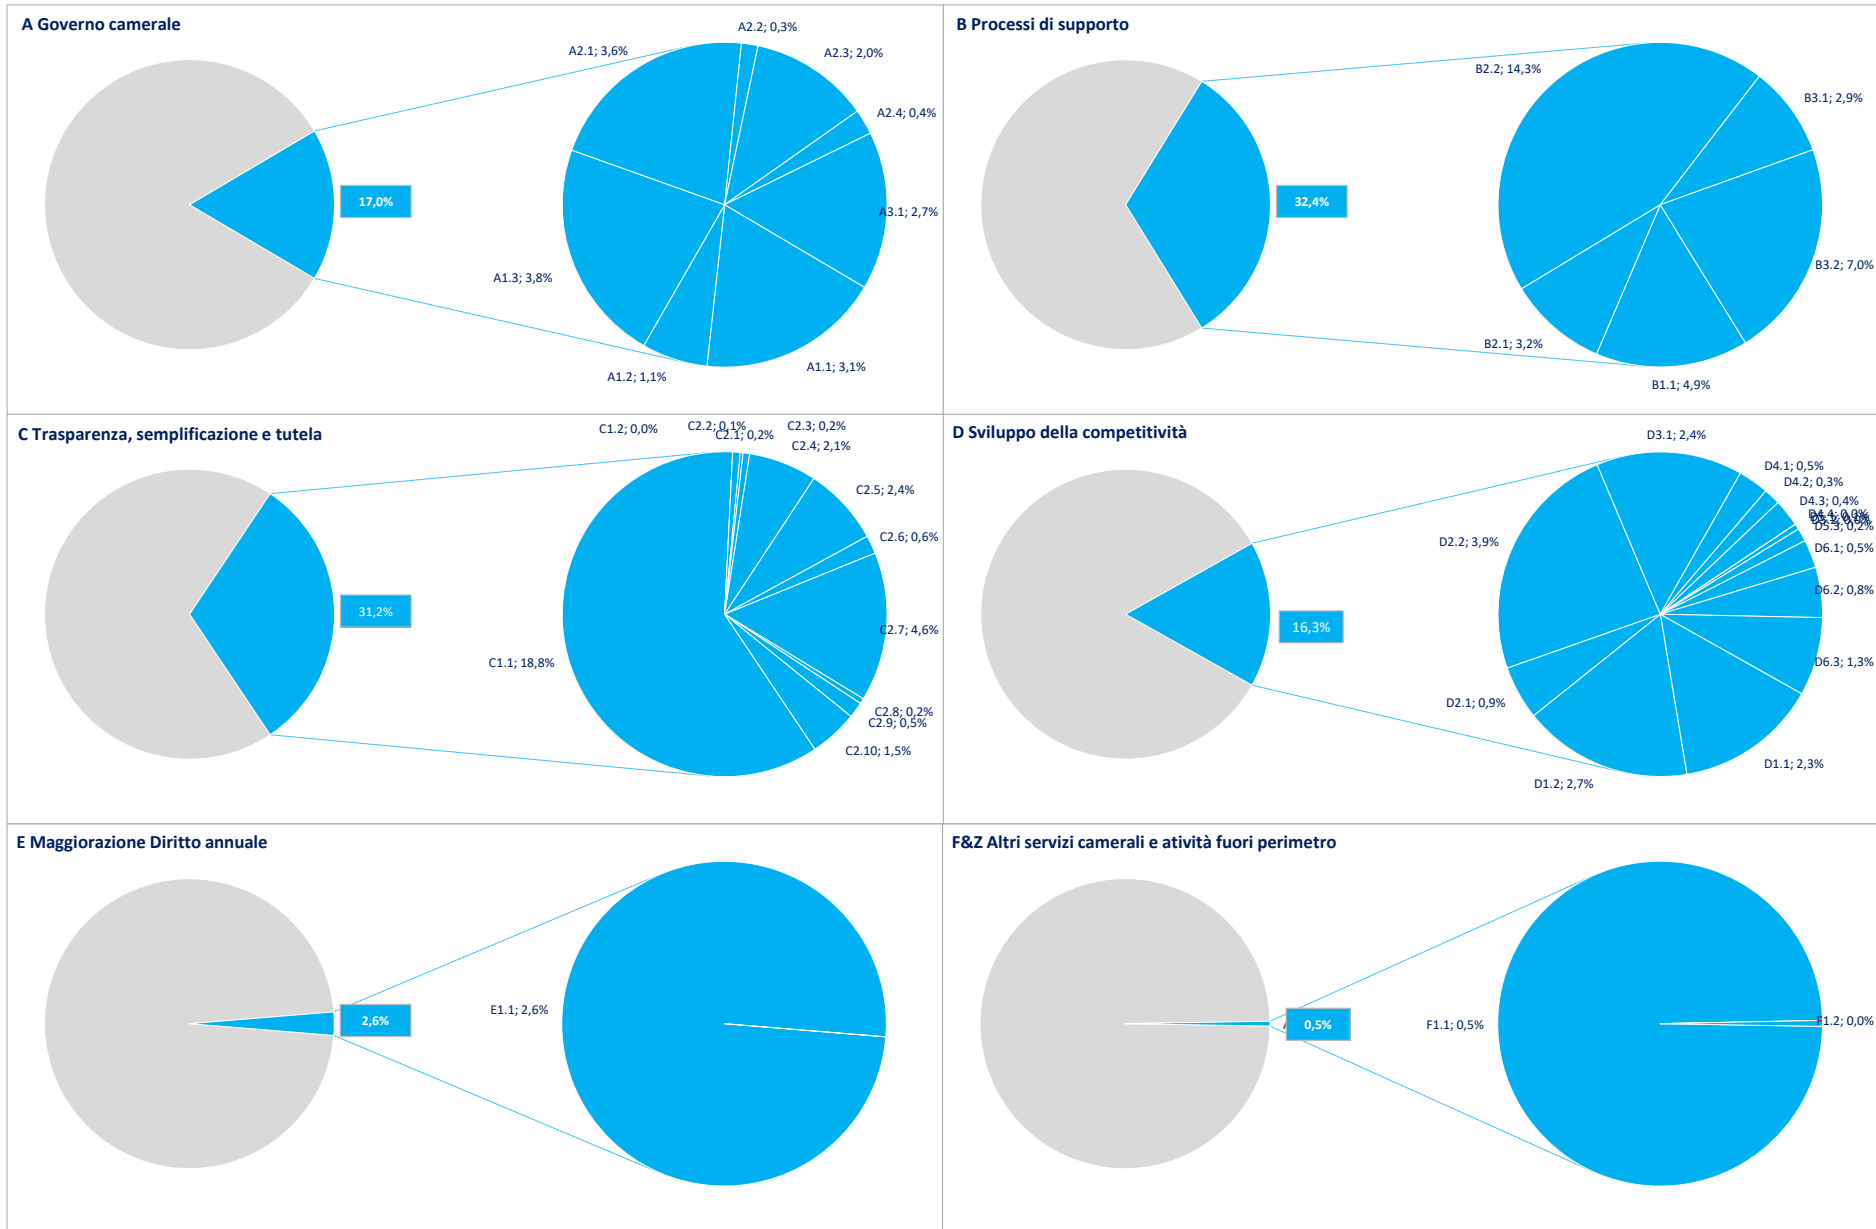 A Governo camerale
A2.2; 0,3%
A2.1; 3,6%
A2.3; 2,0%
A2.4; 0,4%
17,0%
A3.1; 2,7%
A1.3; 3,8%
A1.2; 1,1%
A1.1; 3,1%
B Processi di supporto
B2.2; 14,3%
B3.1; 2,9%
32,4%
B3.2; 7,0%
B2.1; 3,2%
B1.1; 4,9%
C Trasparenza, semplificazione e tutela
C1.2; 0,0%
C2.2; 0,1%
C2.1; 0,2%
C2.3; 0,2%
C2.4; 2,1%
C2.5; 2,4%
C2.6; 0,6%
31,2%
C2.7; 4,6%
C1.1; 18,8%
C2.8; 0,2%
C2.9; 0,5%
C2.10; 1,5%
D Sviluppo della competitività
D3.1; 2,4%
D4.1; 0,5%
D4.2; 0,3%
D4.3; 0,4%
D4.4; 0,0%
D5.3; 0,2%
D2.2; 3,9%
D6.1; 0,5%
D6.2; 0,8%
16,3%
D6.3; 1,3%
D2.1; 0,9%
D1.2; 2,7%
D1.1; 2,3%
E Maggiorazione Diritto annuale
E1.1; 2,6%
2,6%
F&Z Altri servizi camerali e atività fuori perimetro
0,5%
F1.1; 0,5%
F1.2; 0,0%